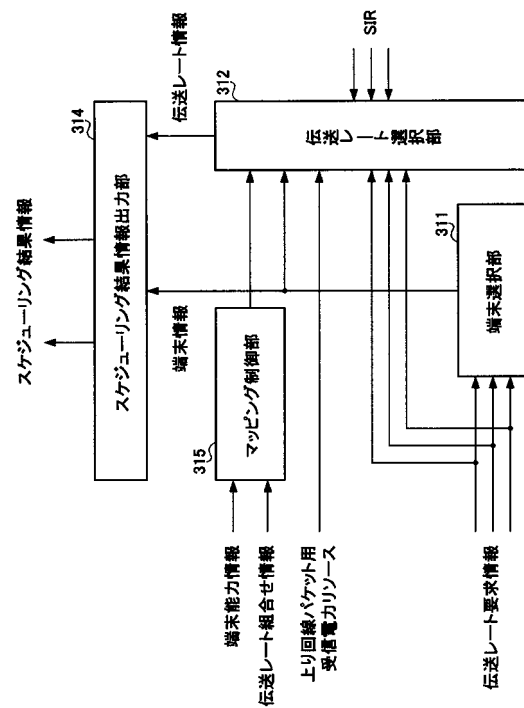 スケジューリング結果情報
314
スケジューリング結果情報出力部
端末情報
伝送レート情報
315
マッピング制御部
312
伝送レート選択部
SIR
端末能力情報
伝送レート組合せ情報
上り回線パケット用
受信電力リソース
311
端末選択部
伝送レート要求情報